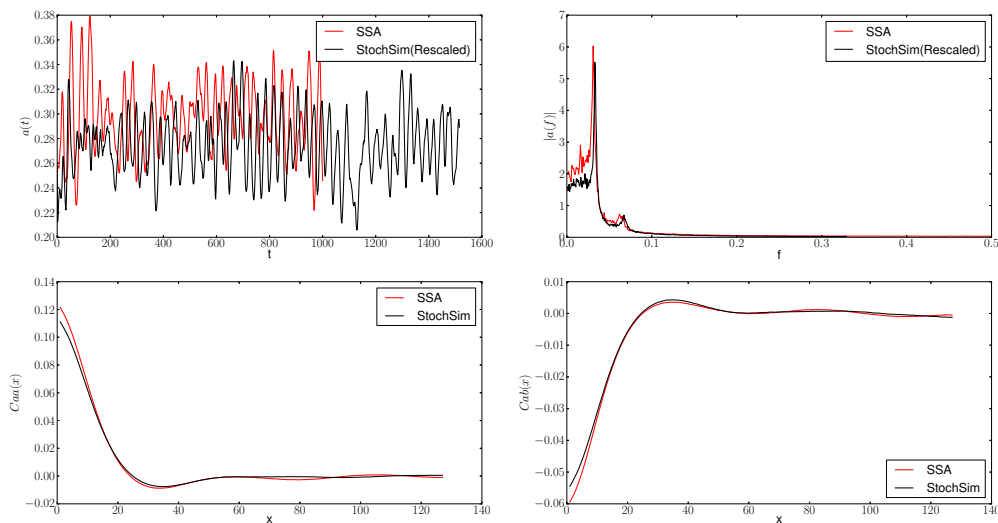 0.38
0.36
0.34
0.32
0.30
0.28
0.26
0.24
0.22
0.20
a(t)
0 200 400 600 800 1000 1200 1400 1600
t
SSA
StochSim(Rescaled)
7
6
5
4
3
2
1
0
|a(f)|
0.0 0.1 0.2 0.3 0.4 0.5
f
SSA
StochSim(Rescaled)
0.14
0.12
0.10
0.08
0.06
0.04
0.02
0.00
−0.02
Caa(x)
0 20 40 60 80 100 120 140
x
SSA
StochSim
0.01
0.00
−0.01
−0.02
−0.03
−0.04
−0.05
−0.06
Cab(x)
0 20 40 60 80 100 120 140
x
SSA
StochSim